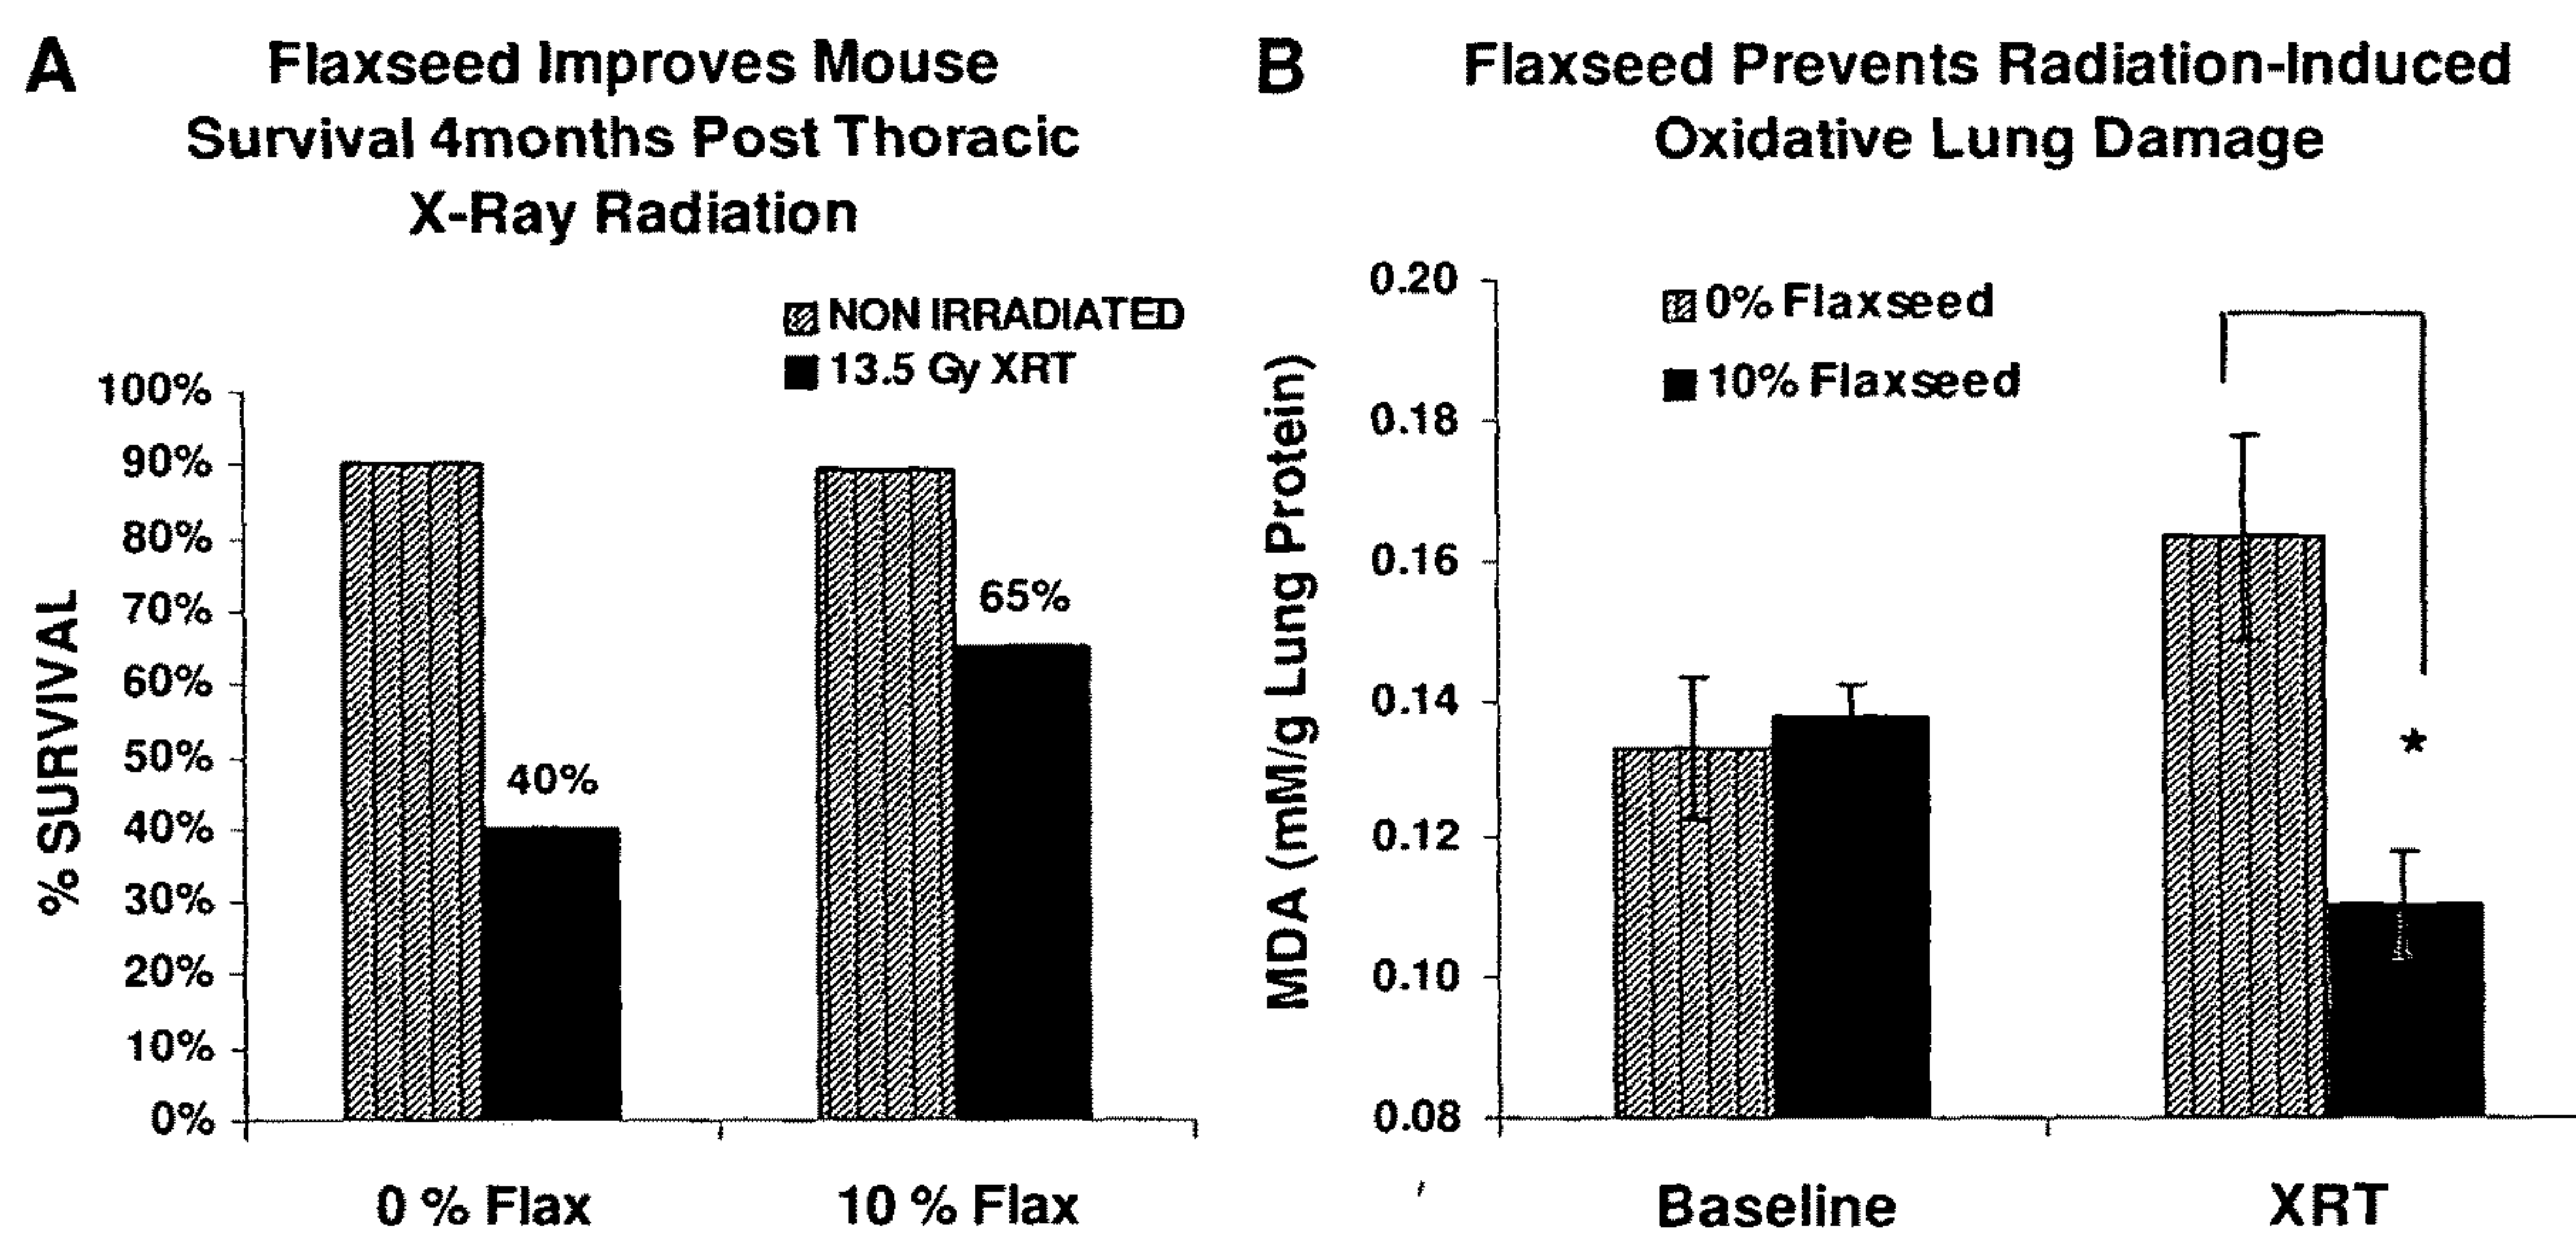 A
Flaxseed Improves Mouse
Survival 4months Post Thoracic
X-Ray Radiation
NON IRRADIATED
13.5 Gy XRT
% SURVIVAL
100%
90%
80%
70%
60%
50%
40%
30%
20%
10%
0%
40%
65%
0 % Flax
10 % Flax
B
Flaxseed Prevents Radiation-Induced
Oxidative Lung Damage
0% Flaxseed
10% Flaxseed
MDA (mM/g Lung Protein)
0.20
0.18
0.16
0.14
0.12
0.10
0.08
*
Baseline
XRT